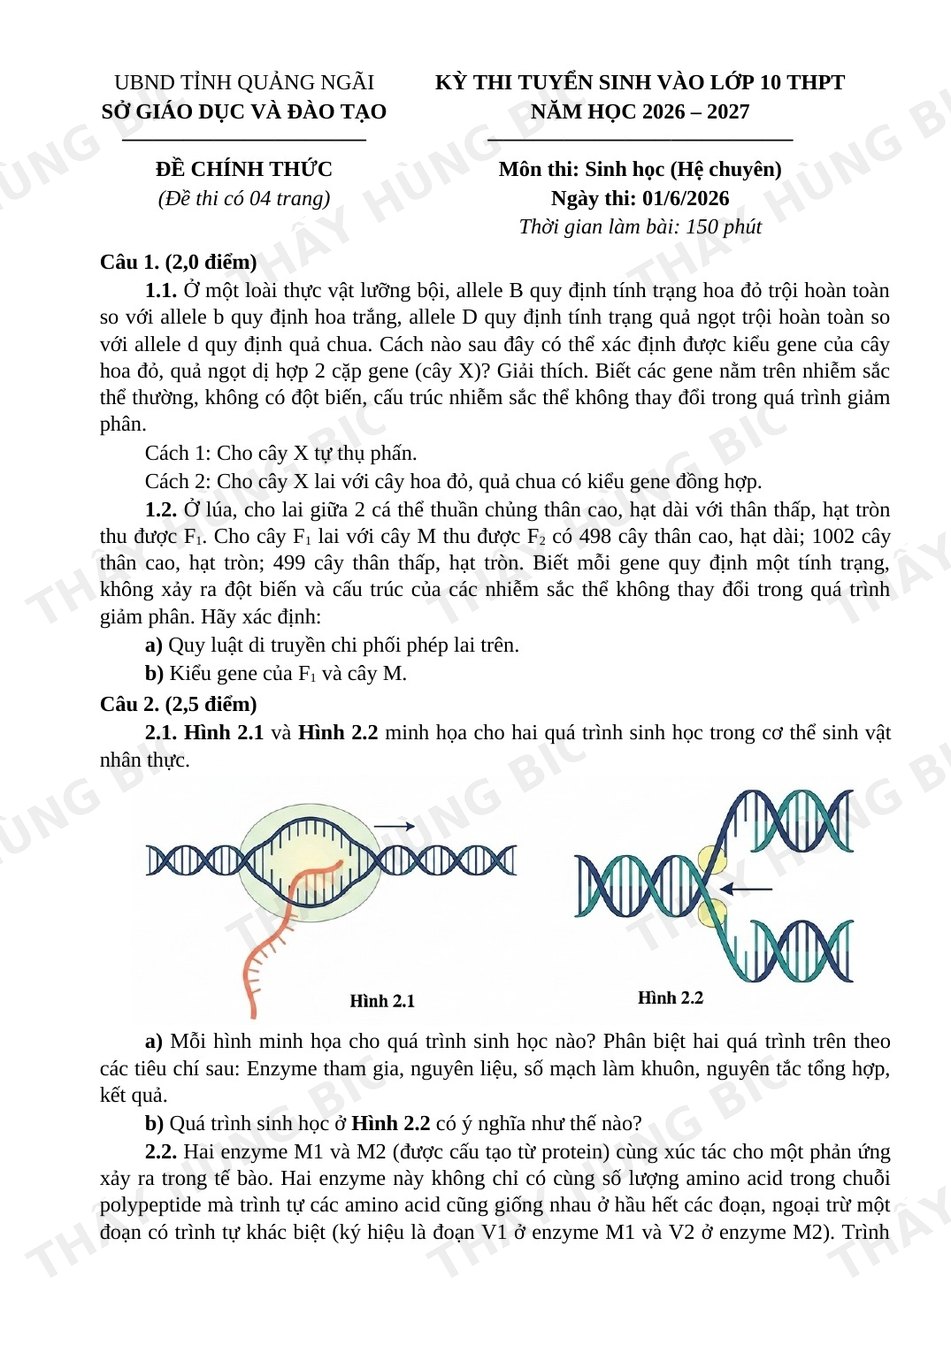 UBND TỈNH QUẢNG NGÃI
SỞ GIÁO DỤC VÀ ĐÀO TẠO
ĐỀ CHÍNH THỨC
(Đề thi có 04 trang)
KỲ THI TUYỂN SINH VÀO LỚP 10 THPT
NĂM HỌC 2026 – 2027
Môn thi: Sinh học (Hệ chuyên)
Ngày thi: 01/6/2026
Thời gian làm bài: 150 phút
Câu 1. (2,0 điểm)
1.1. Ở một loài thực vật lưỡng bội, allele B quy định tính trạng hoa đỏ trội hoàn toàn
so với allele b quy định hoa trắng, allele D quy định tính trạng quả ngọt trội hoàn toàn so
với allele d quy định quả chua. Cách nào sau đây có thể xác định được kiểu gene của cây
hoa đỏ, quả ngọt dị hợp 2 cặp gene (cây X)? Giải thích. Biết các gene nằm trên nhiễm sắc
thể thường, không có đột biến, cấu trúc nhiễm sắc thể không thay đổi trong quá trình giảm
phân.
Cách 1: Cho cây X tự thụ phấn.
Cách 2: Cho cây X lai với cây hoa đỏ, quả chua có kiểu gene đồng hợp.
1.2. Ở lúa, cho lai giữa 2 cá thể thuần chủng thân cao, hạt dài với thân thấp, hạt tròn
thu được F1. Cho cây F1 lai với cây M thu được F2 có 498 cây thân cao, hạt dài; 1002 cây
thân cao, hạt tròn; 499 cây thân thấp, hạt tròn. Biết mỗi gene quy định một tính trạng,
không xảy ra đột biến và cấu trúc của các nhiễm sắc thể không thay đổi trong quá trình
giảm phân. Hãy xác định:
a) Quy luật di truyền chi phối phép lai trên.
b) Kiểu gene của F1 và cây M.
Câu 2. (2,5 điểm)
2.1. Hình 2.1 và Hình 2.2 minh họa cho hai quá trình sinh học trong cơ thể sinh vật
nhân thực.
Hình 2.1
Hình 2.2
a) Mỗi hình minh họa cho quá trình sinh học nào? Phân biệt hai quá trình trên theo
các tiêu chí sau: Enzyme tham gia, nguyên liệu, số mạch làm khuôn, nguyên tắc tổng hợp,
kết quả.
b) Quá trình sinh học ở Hình 2.2 có ý nghĩa như thế nào?
2.2. Hai enzyme M1 và M2 (được cấu tạo từ protein) cùng xúc tác cho một phản ứng
xảy ra trong tế bào. Hai enzyme này không chỉ có cùng số lượng amino acid trong chuỗi
polypeptide mà trình tự các amino acid cũng giống nhau ở hầu hết các đoạn, ngoại trừ một
đoạn có trình tự khác biệt (ký hiệu là đoạn V1 ở enzyme M1 và V2 ở enzyme M2). Trình
THẦY HÙNG BIC